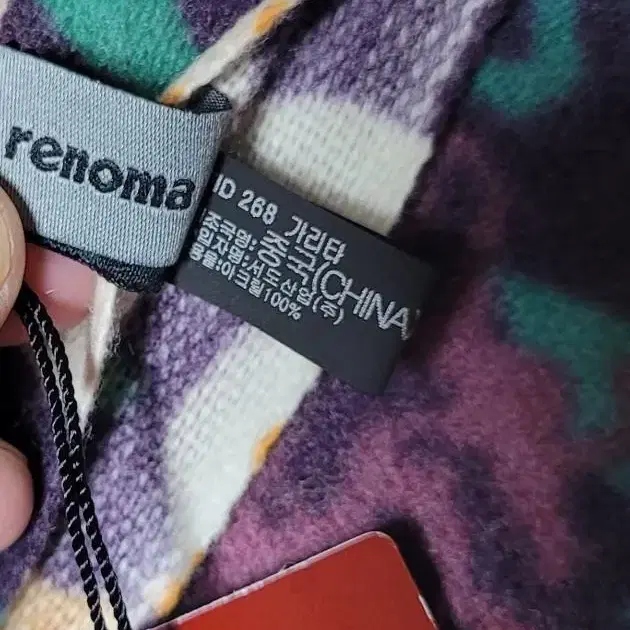 renoma
ID 268 가리타
제조국명:중국(CHINA)
수입자명:서도산업(주)
혼용율:아크릴100%